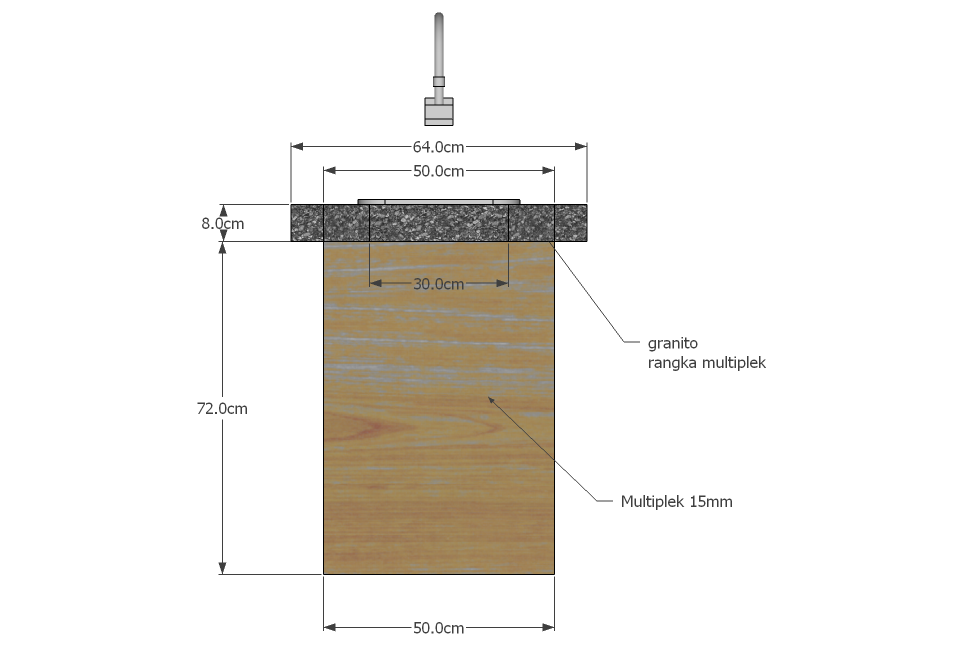 64.0cm
50.0cm
8.0cm
30.0cm
granito
rangka multiplek
72.0cm
Multiplek 15mm
50.0cm